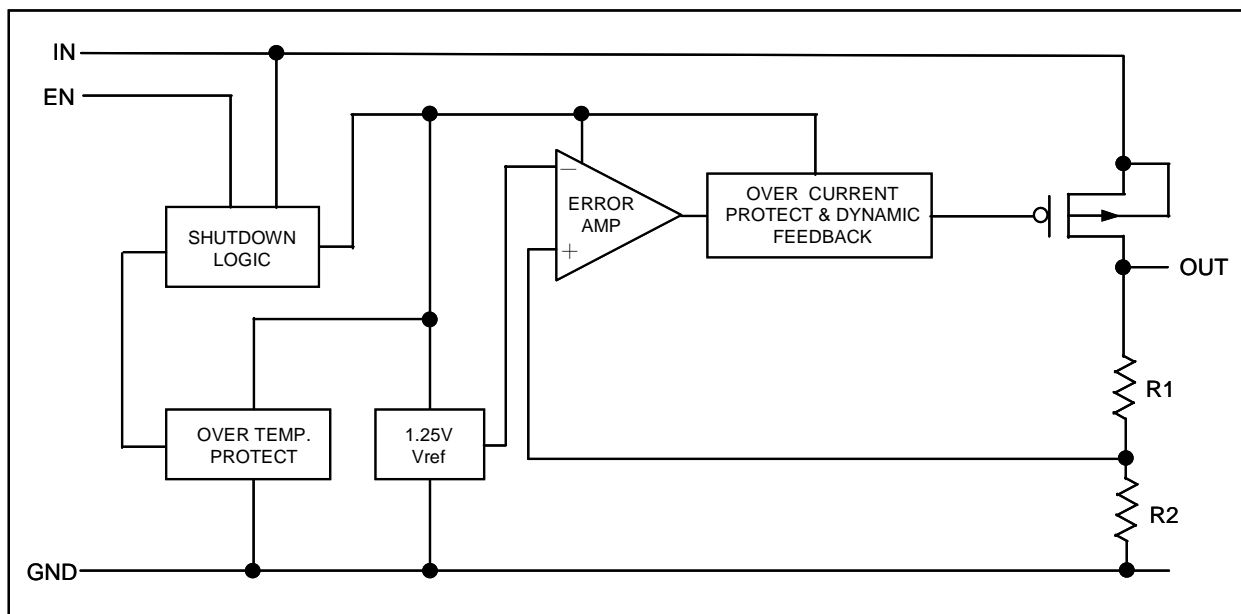 IN
EN
SHUTDOWN
LOGIC
−
ERROR
AMP
+
OVER CURRENT
PROTECT & DYNAMIC
FEEDBACK
OUT
R1
OVER TEMP.
PROTECT
1.25V
Vref
R2
GND